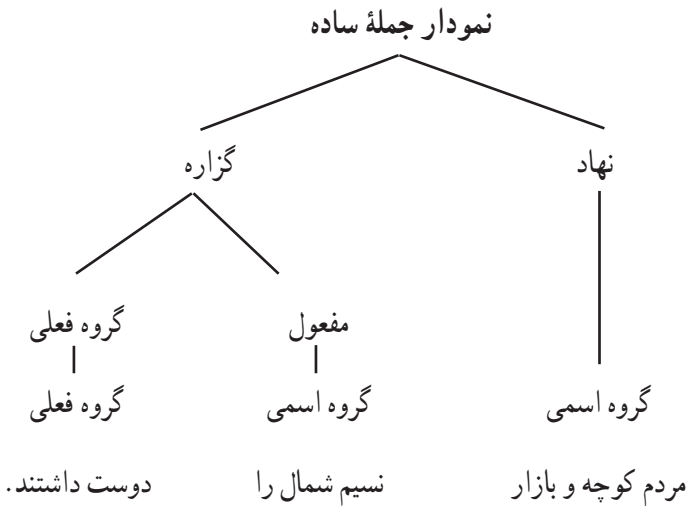 نمودار جملۀ ساده
نهاد گزاره
مفعول گروه فعلی
گروه اسمی گروه اسمی گروه فعلی
مردم کوچه و بازار نسیم شمال را دوست داشتند.